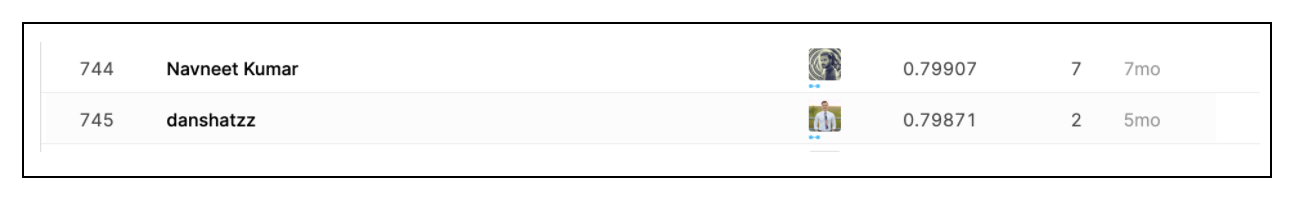 744 Navneet Kumar 0.79907 7 7mo
745 danshatzz 0.79871 2 5mo